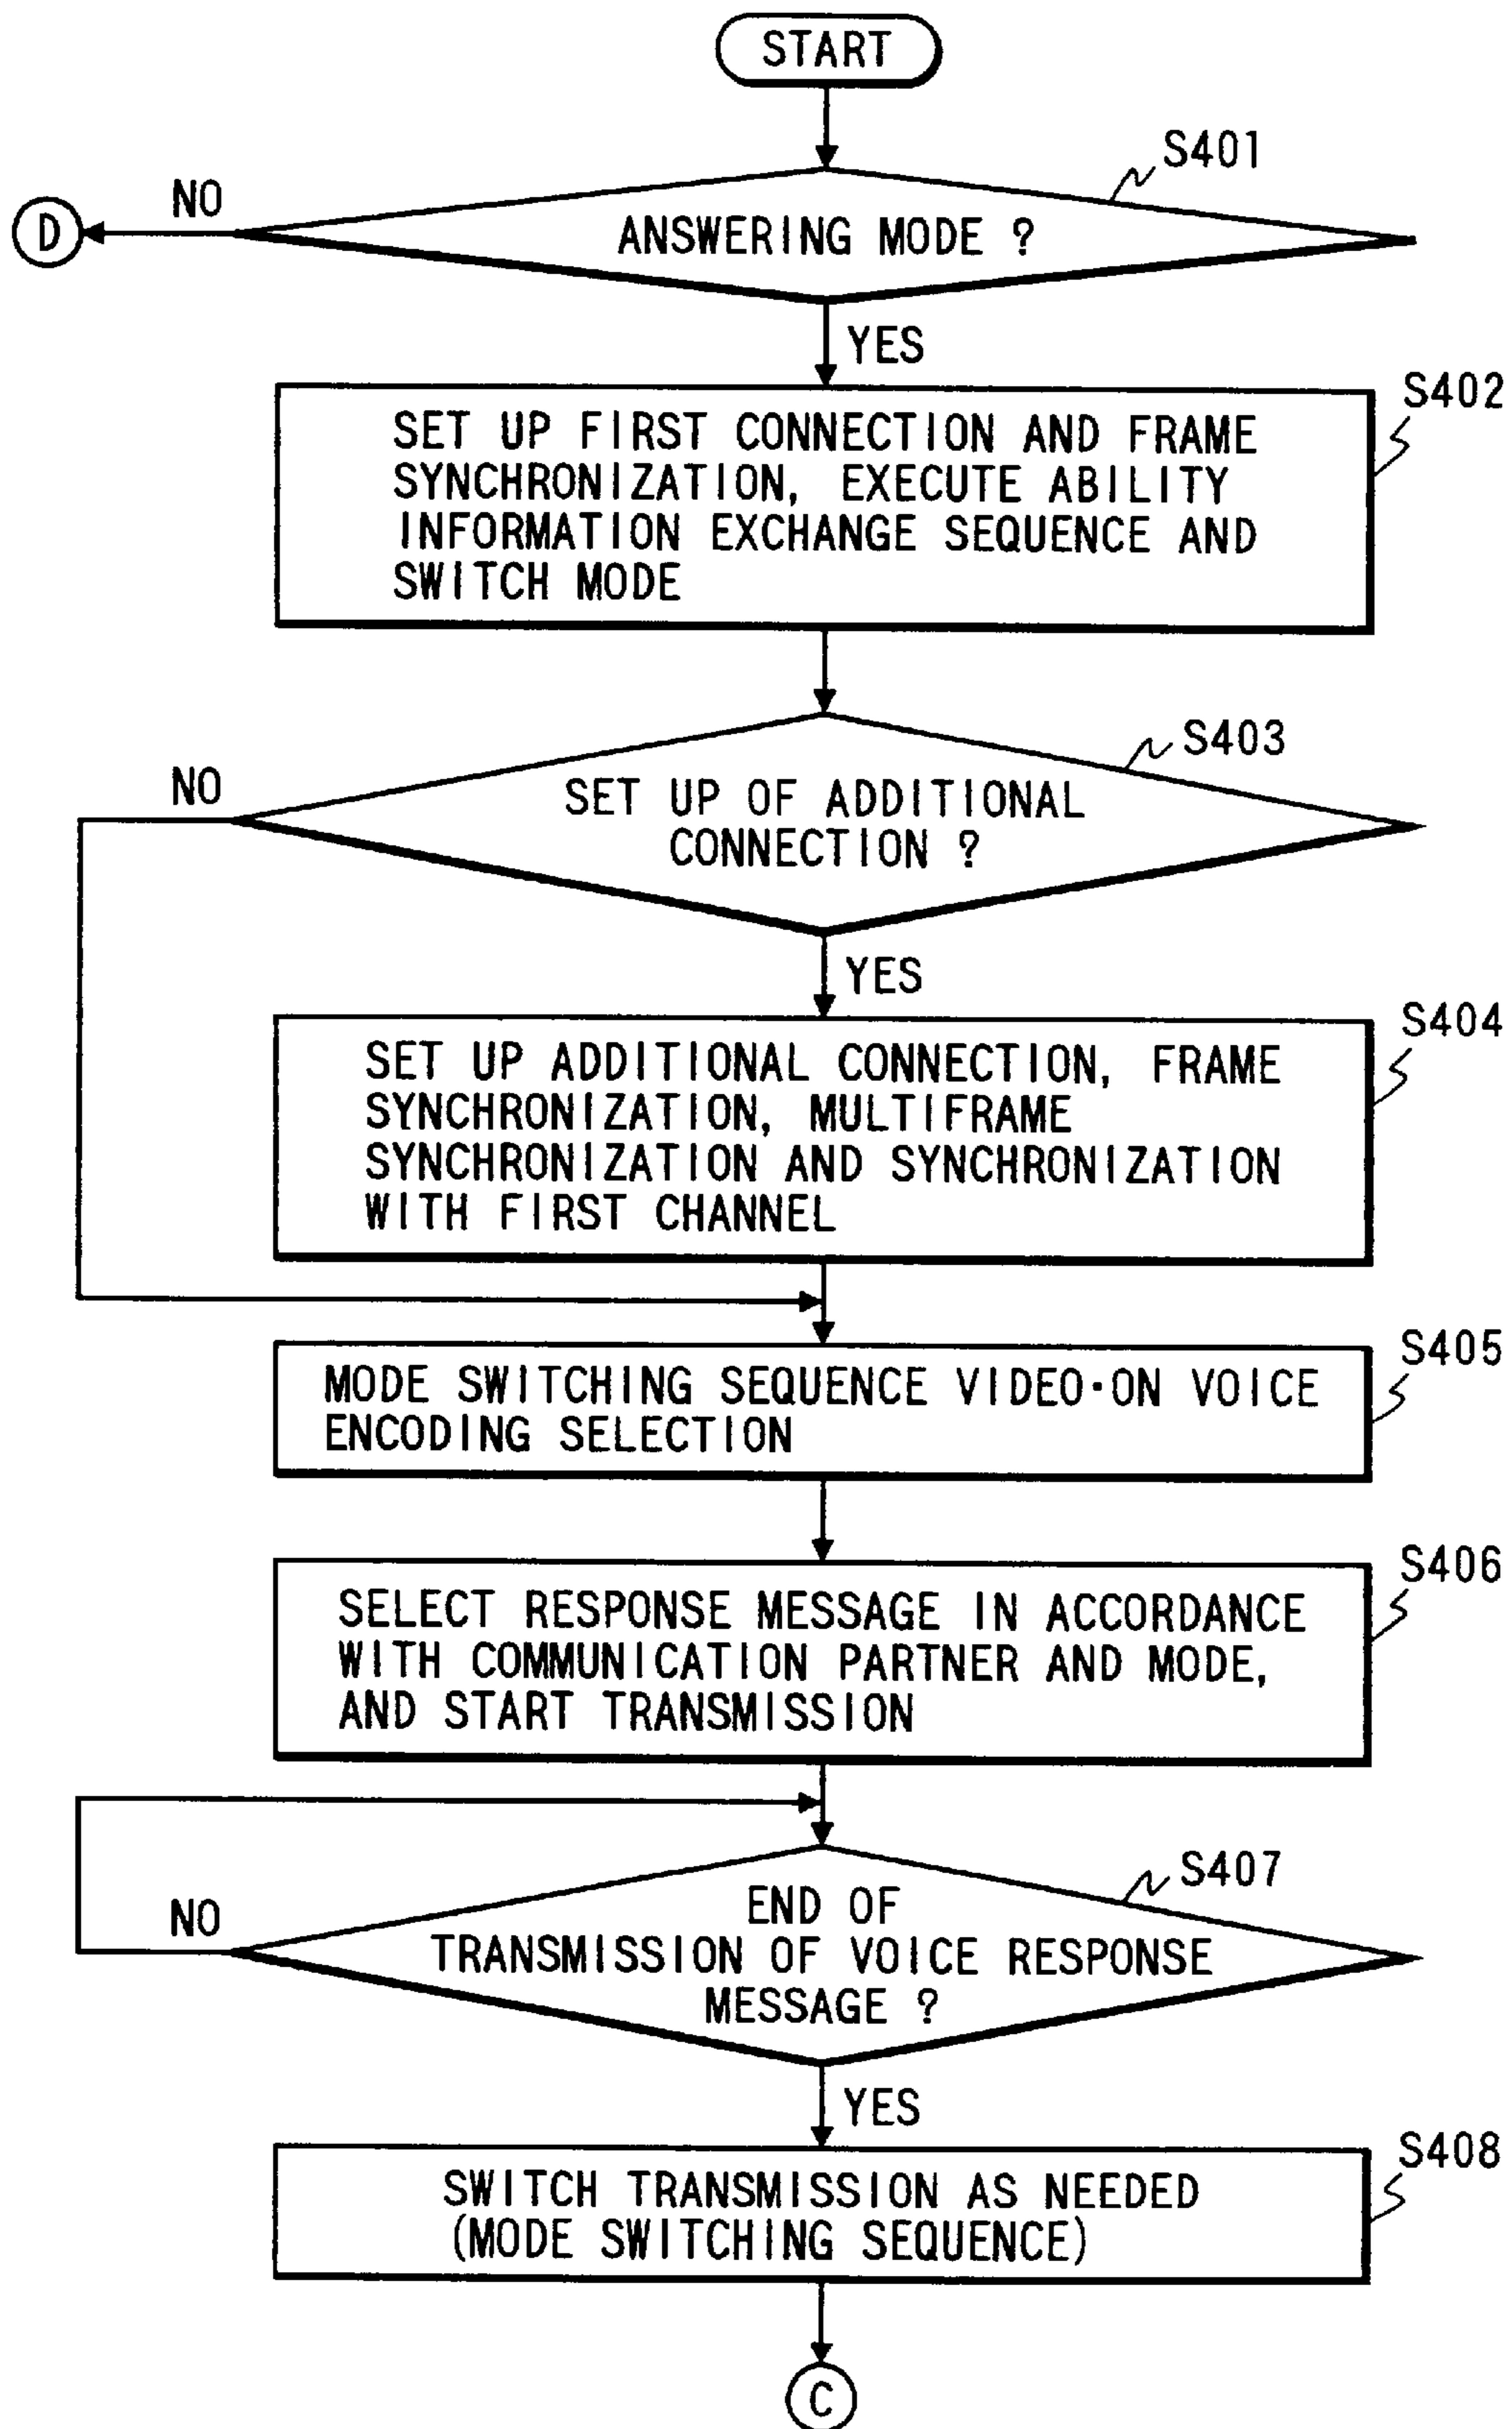 START
S401
NO
D
ANSWERING MODE ?
YES
S402
SET UP FIRST CONNECTION AND FRAME
SYNCHRONIZATION, EXECUTE ABILITY
INFORMATION EXCHANGE SEQUENCE AND
SWITCH MODE
S403
NO
SET UP OF ADDITIONAL
CONNECTION ?
YES
S404
SET UP ADDITIONAL CONNECTION, FRAME
SYNCHRONIZATION, MULTIFRAME
SYNCHRONIZATION AND SYNCHRONIZATION
WITH FIRST CHANNEL
S405
MODE SWITCHING SEQUENCE VIDEO·ON VOICE
ENCODING SELECTION
S406
SELECT RESPONSE MESSAGE IN ACCORDANCE
WITH COMMUNICATION PARTNER AND MODE,
AND START TRANSMISSION
S407
NO
END OF
TRANSMISSION OF VOICE RESPONSE
MESSAGE ?
YES
S408
SWITCH TRANSMISSION AS NEEDED
(MODE SWITCHING SEQUENCE)
C